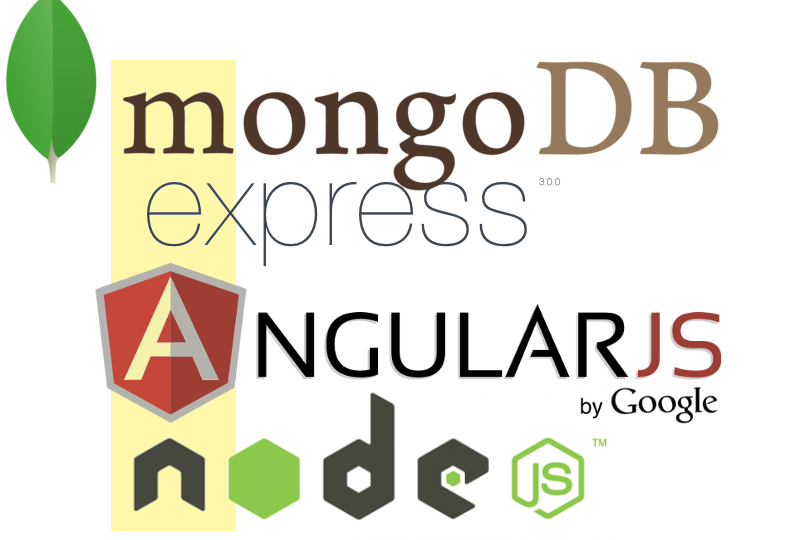 mongoDB
express 3.0.0
ANGULARJS
by Google
node JS ™